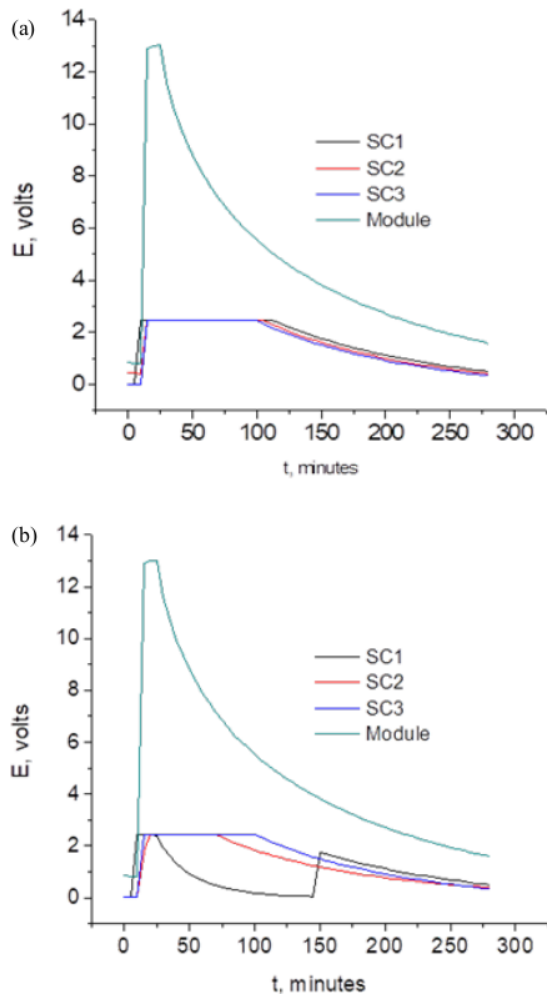 (a)
14
12
10
8
6
4
2
0
E, volts
SC1
SC2
SC3
Module
0 50 100 150 200 250 300
t, minutes
(b)
14
12
10
8
6
4
2
0
E, volts
SC1
SC2
SC3
Module
0 50 100 150 200 250 300
t, minutes